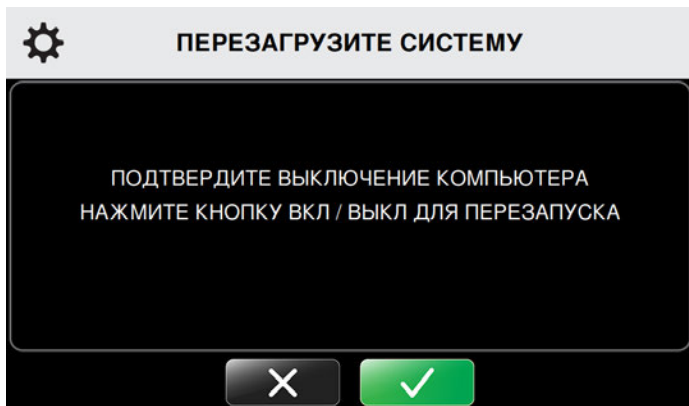 ПЕРЕЗАГРУЗИТЕ СИСТЕМУ
ПОДТВЕРДИТЕ ВЫКЛЮЧЕНИЕ КОМПЬЮТЕРА
НАЖМИТЕ КНОПКУ ВКЛ / ВЫКЛ ДЛЯ ПЕРЕЗАПУСКА